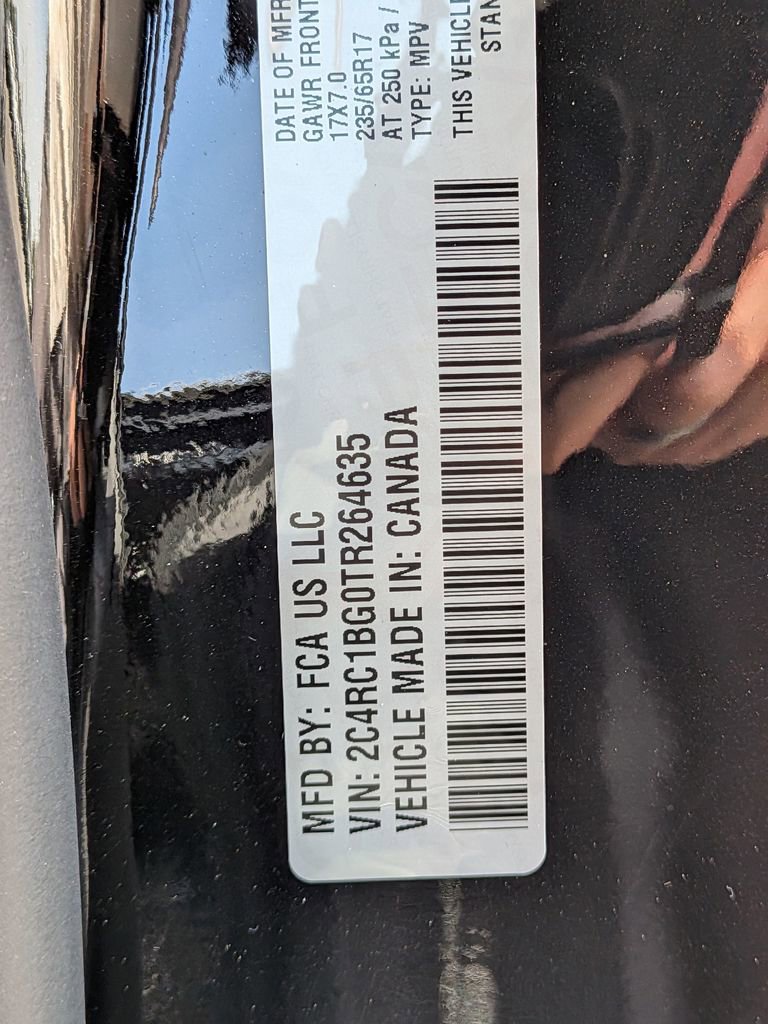 MFD BY: FCA US LLC
VIN: 2C4RC1BG0TR264635
VEHICLE MADE IN: CANADA
DATE OF MFR
GAWR FRONT
17X7.0
235/65R17
AT 250 kPa /
TYPE: MPV
THIS VEHICLE
STAN